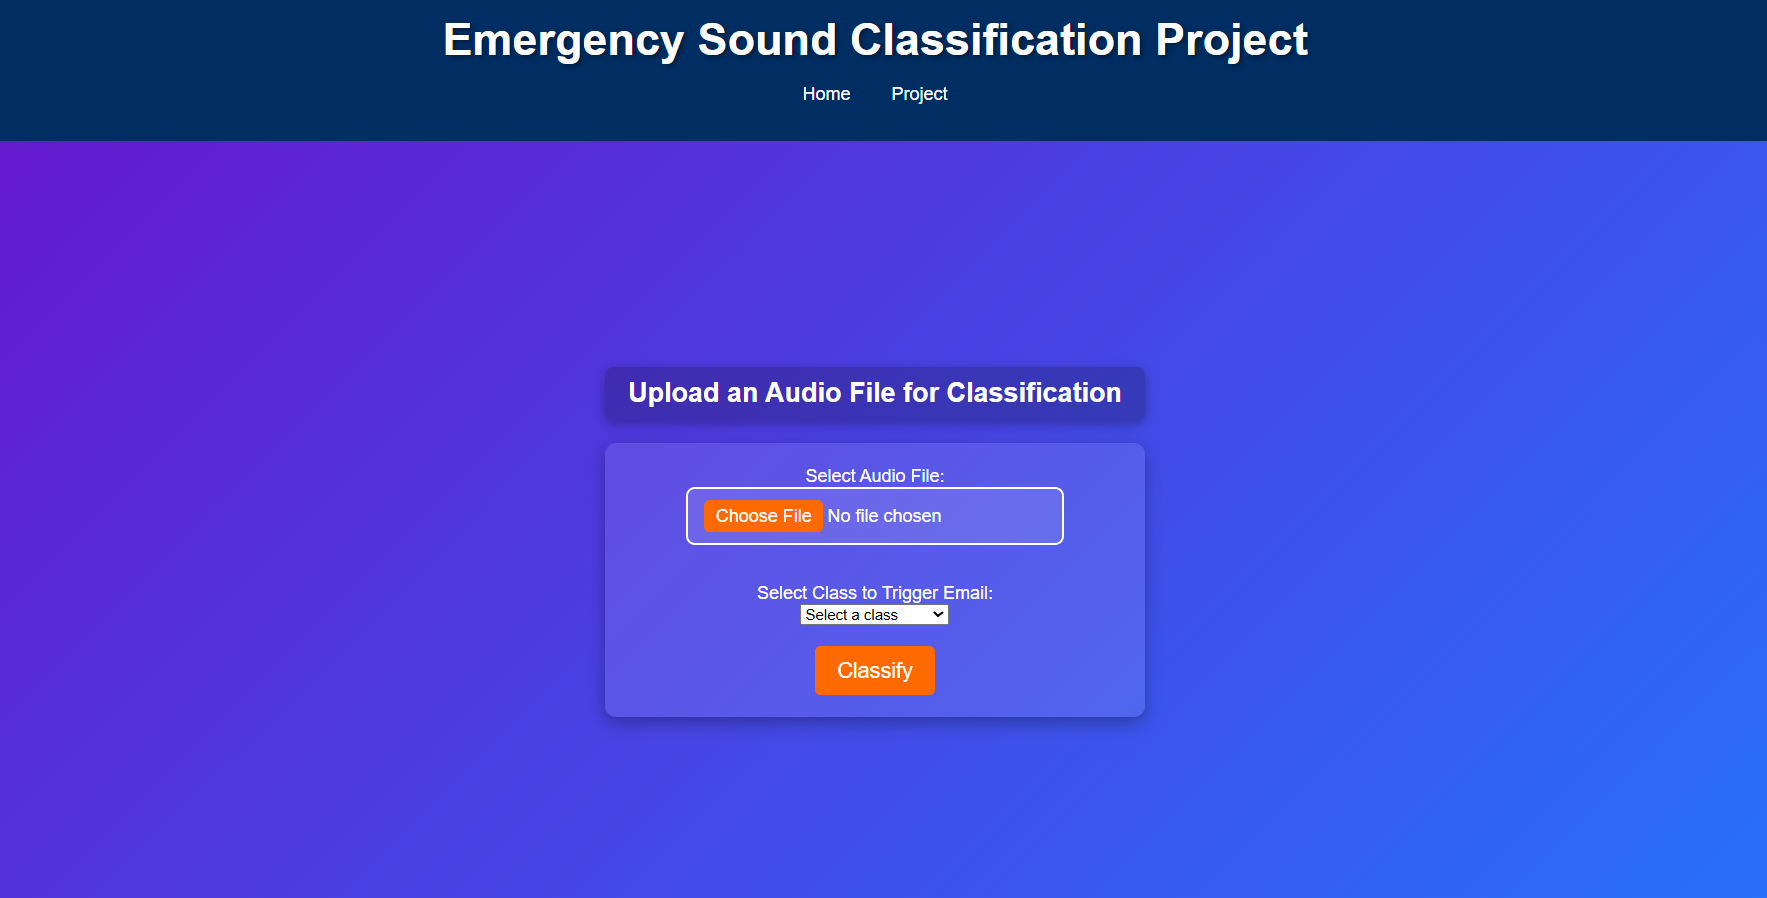 Emergency Sound Classification Project
Home Project
Upload an Audio File for Classification
Select Audio File:
Choose File No file chosen
Select Class to Trigger Email:
Select a class
Classify